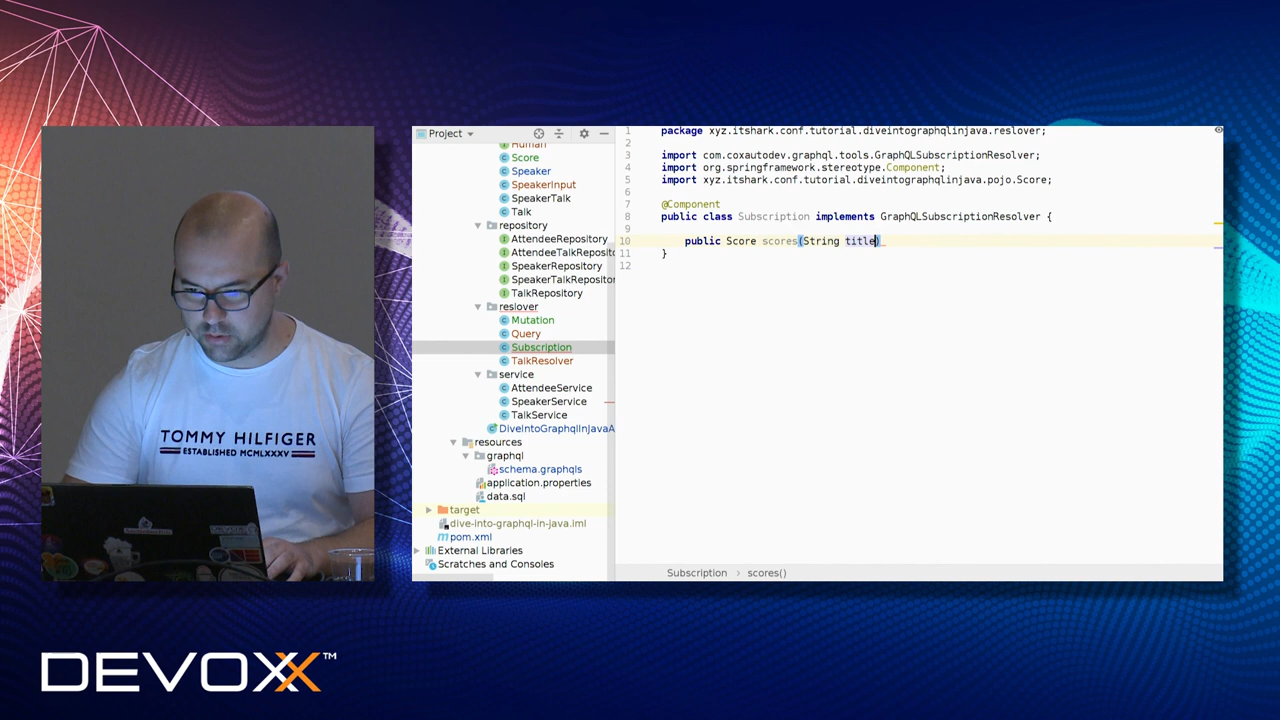 TOMMY HILFIGER
ESTABLISHED MCMLXXXV
DEVOXX™
Project
Human
Score
Speaker
SpeakerInput
SpeakerTalk
Talk
repository
AttendeeRepository
AttendeeTalkReposito
SpeakerRepository
SpeakerTalkReposito
TalkRepository
reslover
Mutation
Query
Subscription
TalkResolver
service
AttendeeService
SpeakerService
TalkService
DiveIntoGraphqlInJavaA
resources
graphql
schema.graphqls
application.properties
data.sql
target
dive-into-graphql-in-java.iml
pom.xml
External Libraries
Scratches and Consoles
1 package xyz.itshark.conf.tutorial.diveintographqlinjava.reslover;
2
3 import com.coxautodev.graphql.tools.GraphQLSubscriptionResolver;
4 import org.springframework.stereotype.Component;
5 import xyz.itshark.conf.tutorial.diveintographqlinjava.pojo.Score;
6
7 @Component
8 public class Subscription implements GraphQLSubscriptionResolver {
9
10 public Score scores(String title)
11 }
12
Subscription › scores()